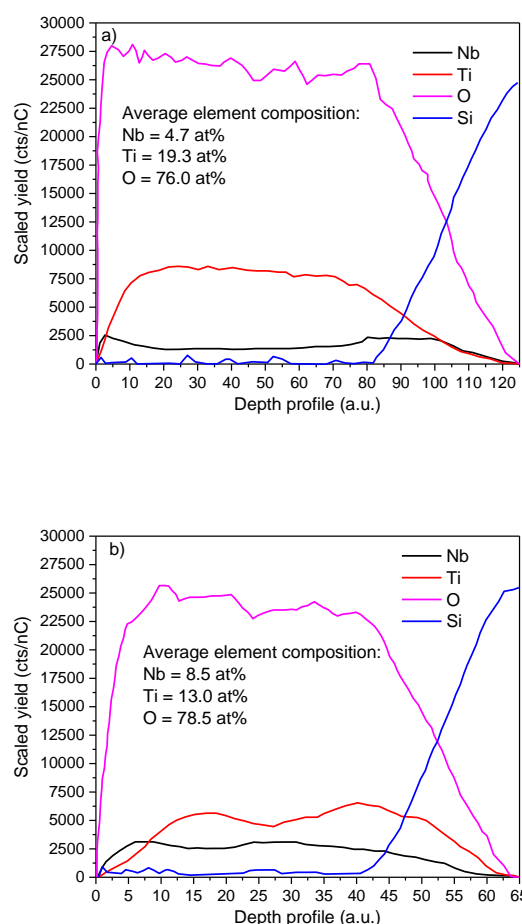 a)
30000
27500
25000
22500
20000
17500
15000
12500
10000
7500
5000
2500
0
Scaled yield (cts/nC)
Nb
Ti
O
Si
Average element composition:
Nb = 4.7 at%
Ti = 19.3 at%
O = 76.0 at%
0 10 20 30 40 50 60 70 80 90 100 110 120
Depth profile (a.u.)
b)
30000
27500
25000
22500
20000
17500
15000
12500
10000
7500
5000
2500
0
Scaled yield (cts/nC)
Nb
Ti
O
Si
Average element composition:
Nb = 8.5 at%
Ti = 13.0 at%
O = 78.5 at%
0 5 10 15 20 25 30 35 40 45 50 55 60 65
Depth profile (a.u.)